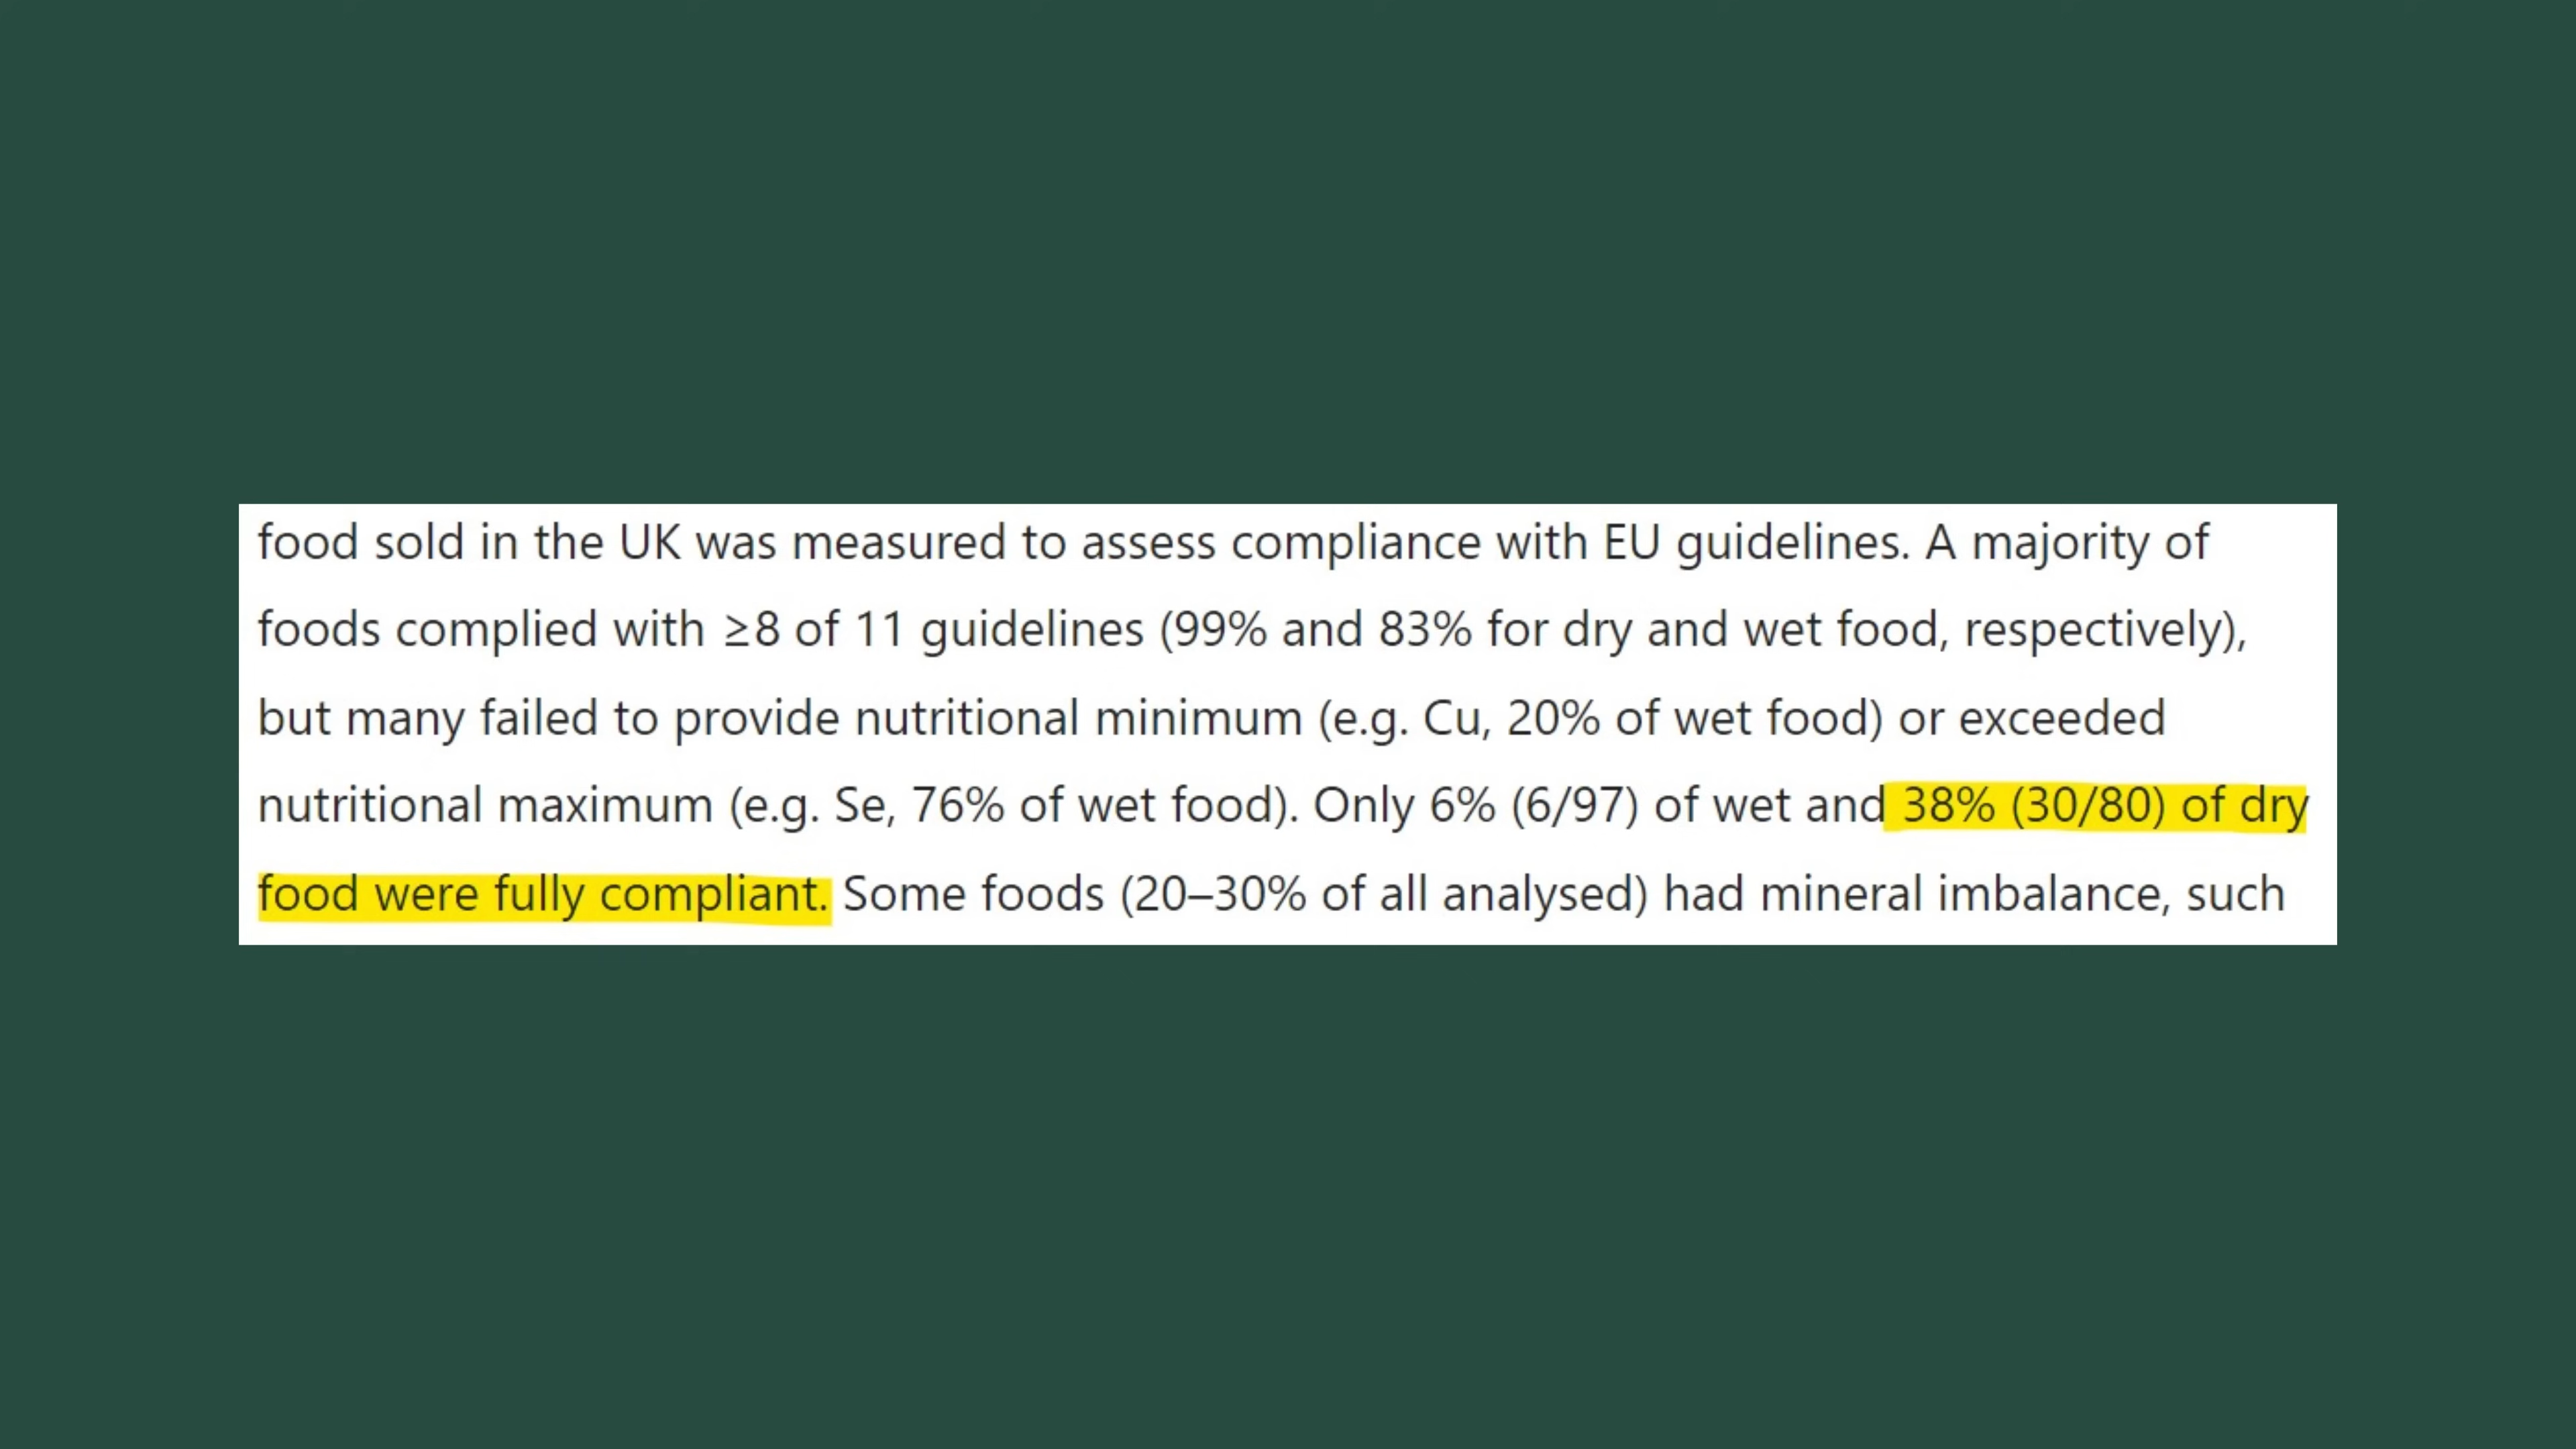 food sold in the UK was measured to assess compliance with EU guidelines. A majority of
foods complied with ≥8 of 11 guidelines (99% and 83% for dry and wet food, respectively),
but many failed to provide nutritional minimum (e.g. Cu, 20% of wet food) or exceeded
nutritional maximum (e.g. Se, 76% of wet food). Only 6% (6/97) of wet and 38% (30/80) of dry
food were fully compliant. Some foods (20–30% of all analysed) had mineral imbalance, such